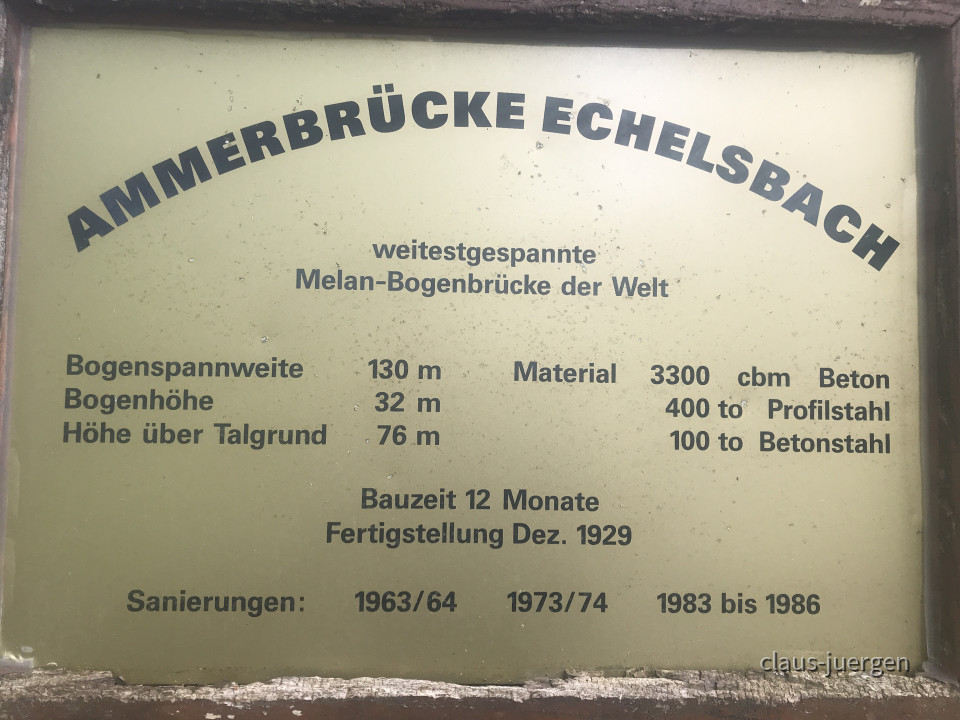 AMMERBRÜCKE ECHELSBACH
weitestgespannte
Melan-Bogenbrücke der Welt
Bogenspannweite 130 m Material 3300 cbm Beton
Bogenhöhe 32 m 400 to Profilstahl
Höhe über Talgrund 76 m 100 to Betonstahl
Bauzeit 12 Monate
Fertigstellung Dez. 1929
Sanierungen: 1963/64 1973/74 1983 bis 1986
claus-juergen